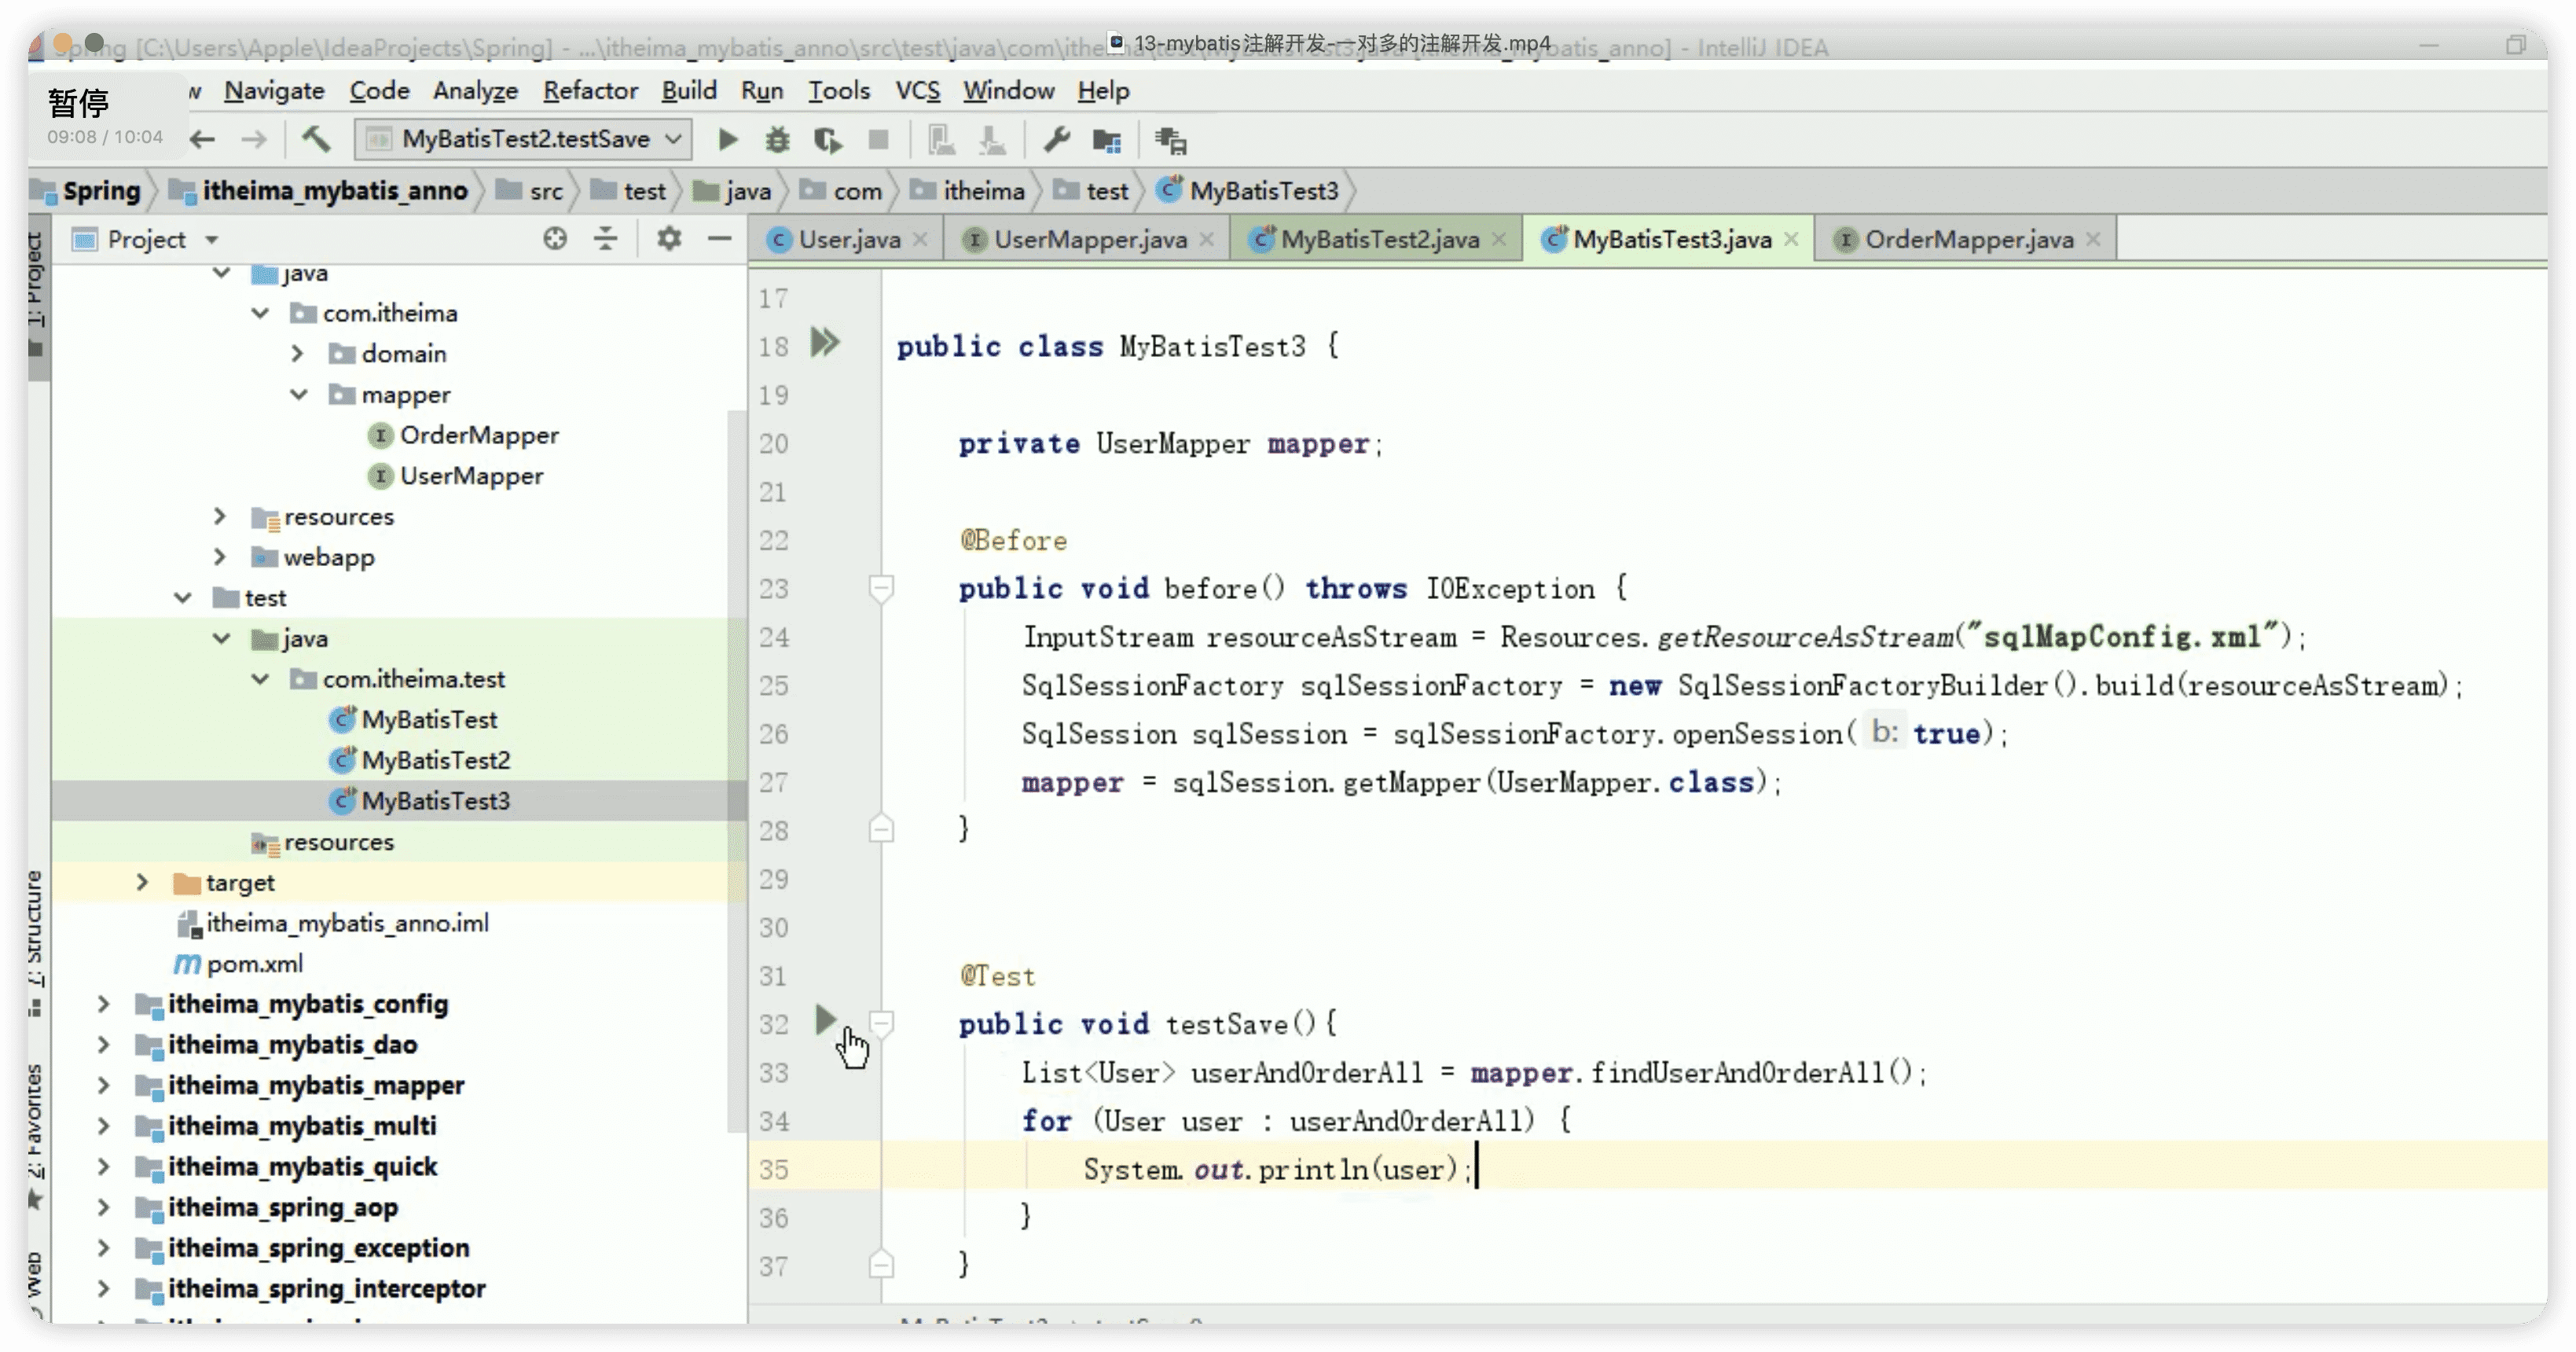 Spring [C:\Users\Apple\IdeaProjects\Spring] - ...\itheima_mybatis_anno\src\test\java\com\ithe
13-mybatis注解开发-一对多的注解开发.mp4
- IntelliJ IDEA
暂停
09:08 / 10:04
w Navigate Code Analyze Refactor Build Run Tools VCS Window Help
MyBatisTest2.testSave
Spring itheima_mybatis_anno src test java com itheima test MyBatisTest3
1: Project
Project
User.java UserMapper.java MyBatisTest2.java MyBatisTest3.java OrderMapper.java
java
com.itheima
domain
mapper
OrderMapper
UserMapper
resources
webapp
test
java
com.itheima.test
MyBatisTest
MyBatisTest2
MyBatisTest3
resources
target
itheima_mybatis_anno.iml
pom.xml
itheima_mybatis_config
itheima_mybatis_dao
itheima_mybatis_mapper
itheima_mybatis_multi
itheima_mybatis_quick
itheima_spring_aop
itheima_spring_exception
itheima_spring_interceptor
7: Structure
2: Favorites
Web
17
18 public class MyBatisTest3 {
19
20 private UserMapper mapper;
21
22 @Before
23 public void before() throws IOException {
24 InputStream resourceAsStream = Resources.getResourceAsStream("sqlMapConfig.xml");
25 SqlSessionFactory sqlSessionFactory = new SqlSessionFactoryBuilder().build(resourceAsStream);
26 SqlSession sqlSession = sqlSessionFactory.openSession( b: true);
27 mapper = sqlSession.getMapper(UserMapper.class);
28 }
29
30
31 @Test
32 public void testSave(){
33 List<User> userAndOrderAll = mapper.findUserAndOrderAll();
34 for (User user : userAndOrderAll) {
35 System.out.println(user);
36 }
37 }